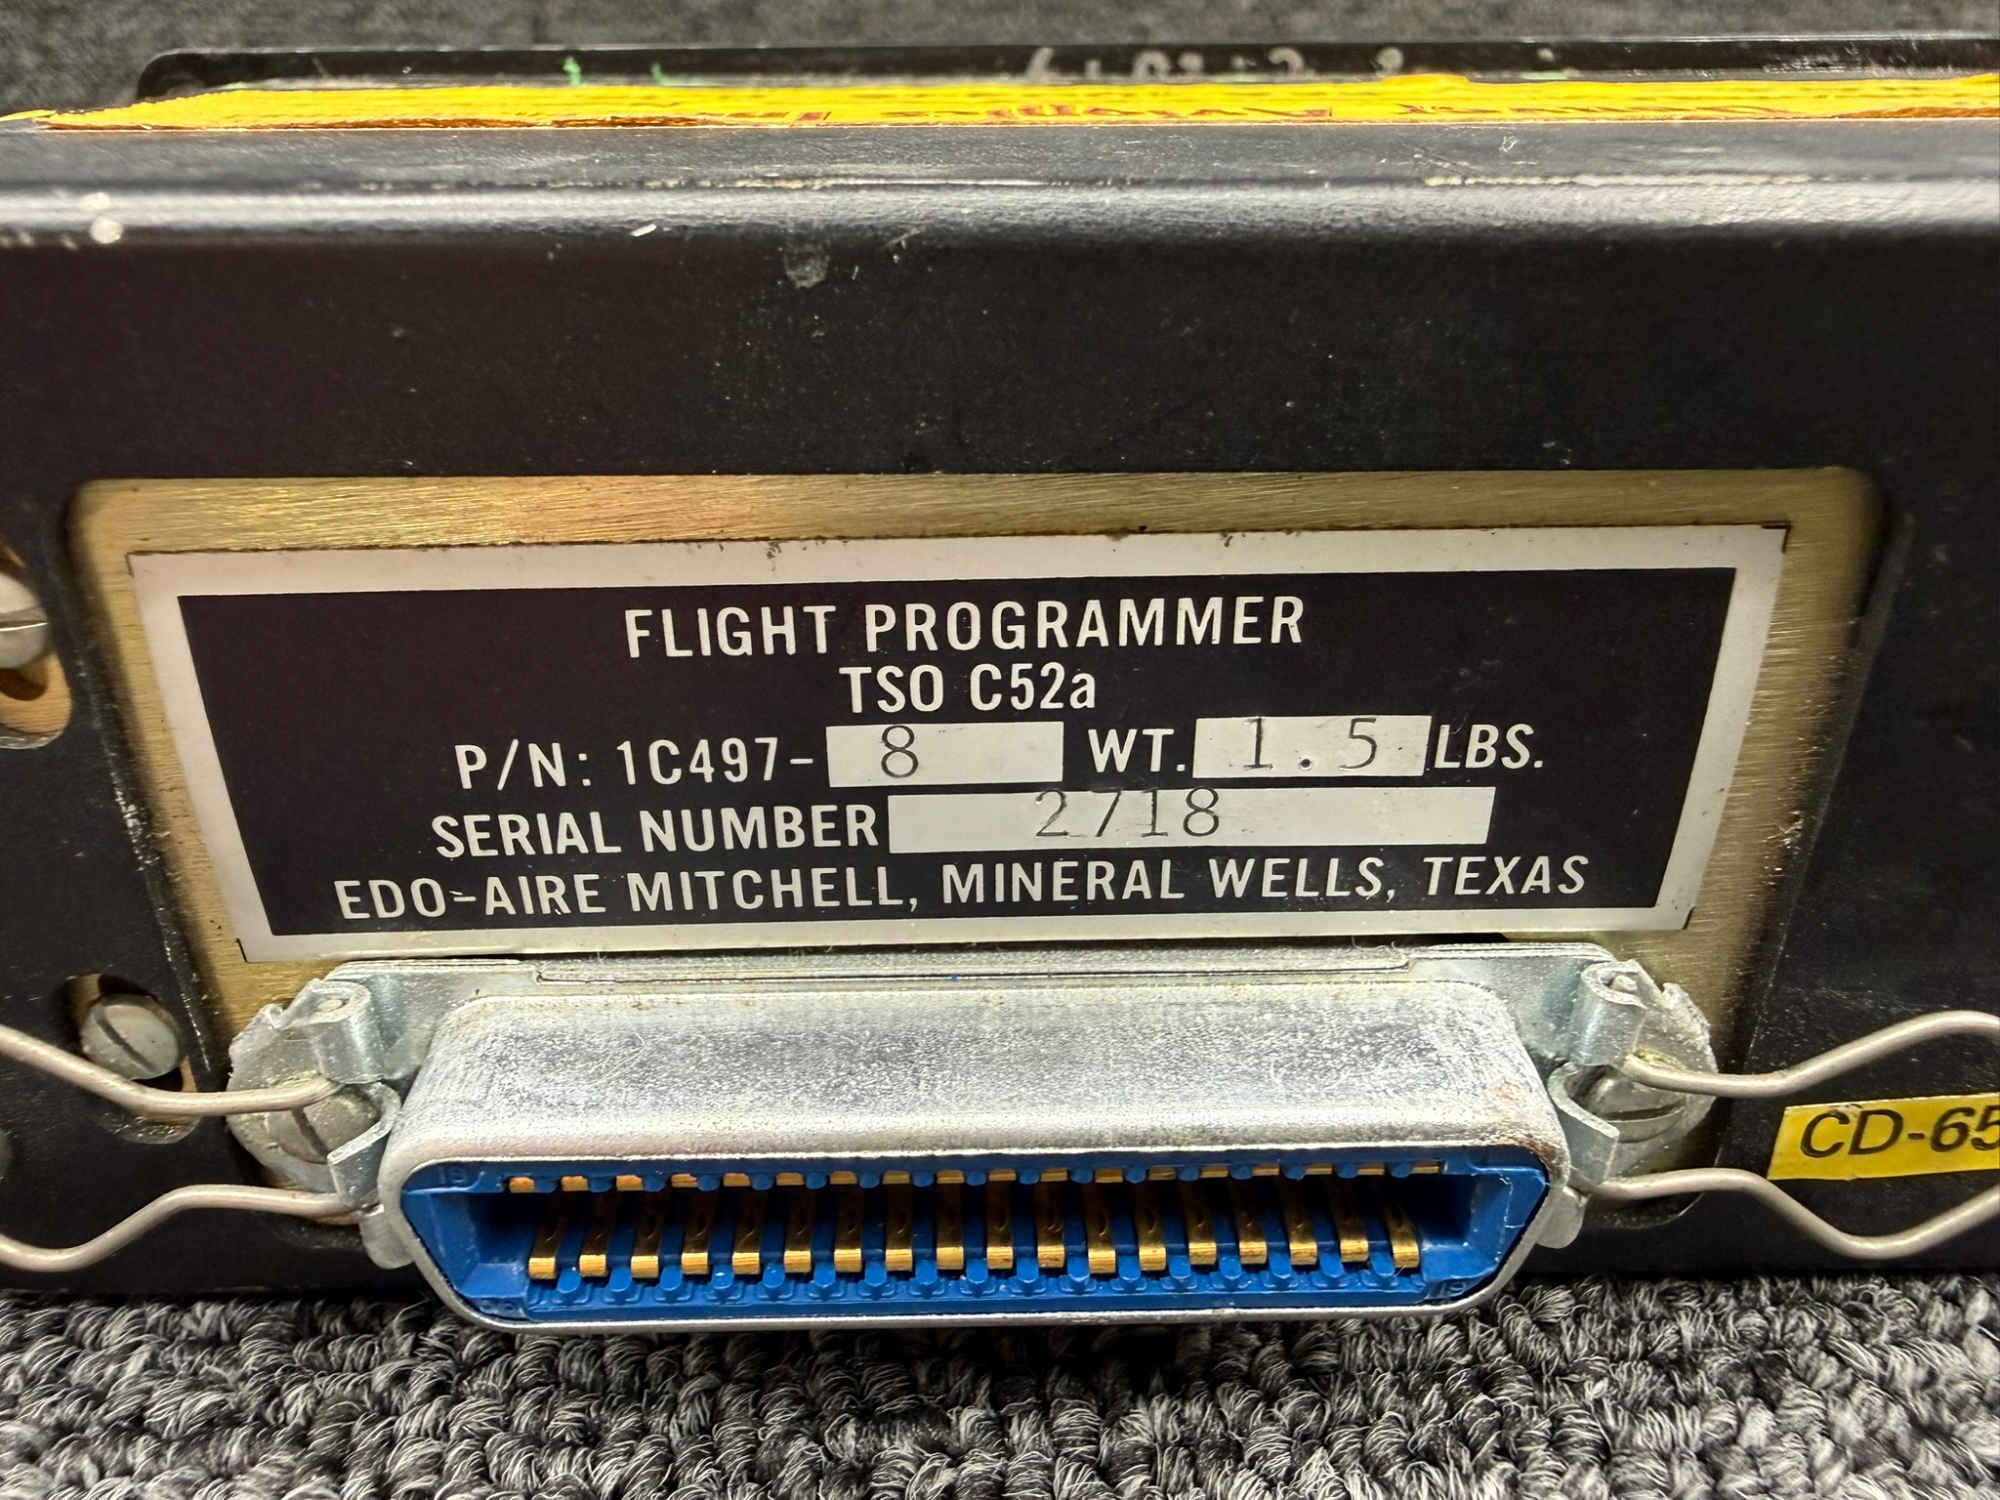 FLIGHT PROGRAMMER
TSO C52a
P/N: 1C497- 8 WT. 1.5 LBS.
SERIAL NUMBER 2718
EDO-AIRE MITCHELL, MINERAL WELLS, TEXAS
CD-65